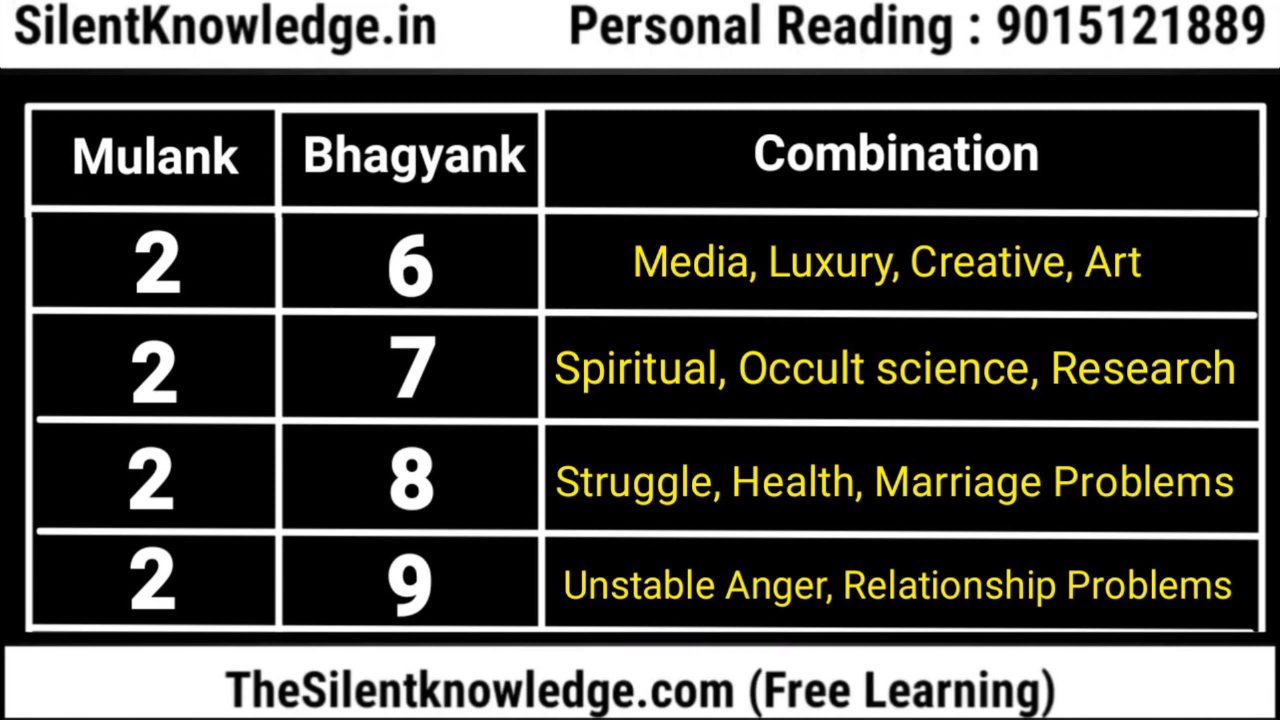 SilentKnowledge.in Personal Reading : 9015121889
Mulank Bhagyank Combination
2 6 Media, Luxury, Creative, Art
2 7 Spiritual, Occult science, Research
2 8 Struggle, Health, Marriage Problems
2 9 Unstable Anger, Relationship Problems
TheSilentknowledge.com (Free Learning)